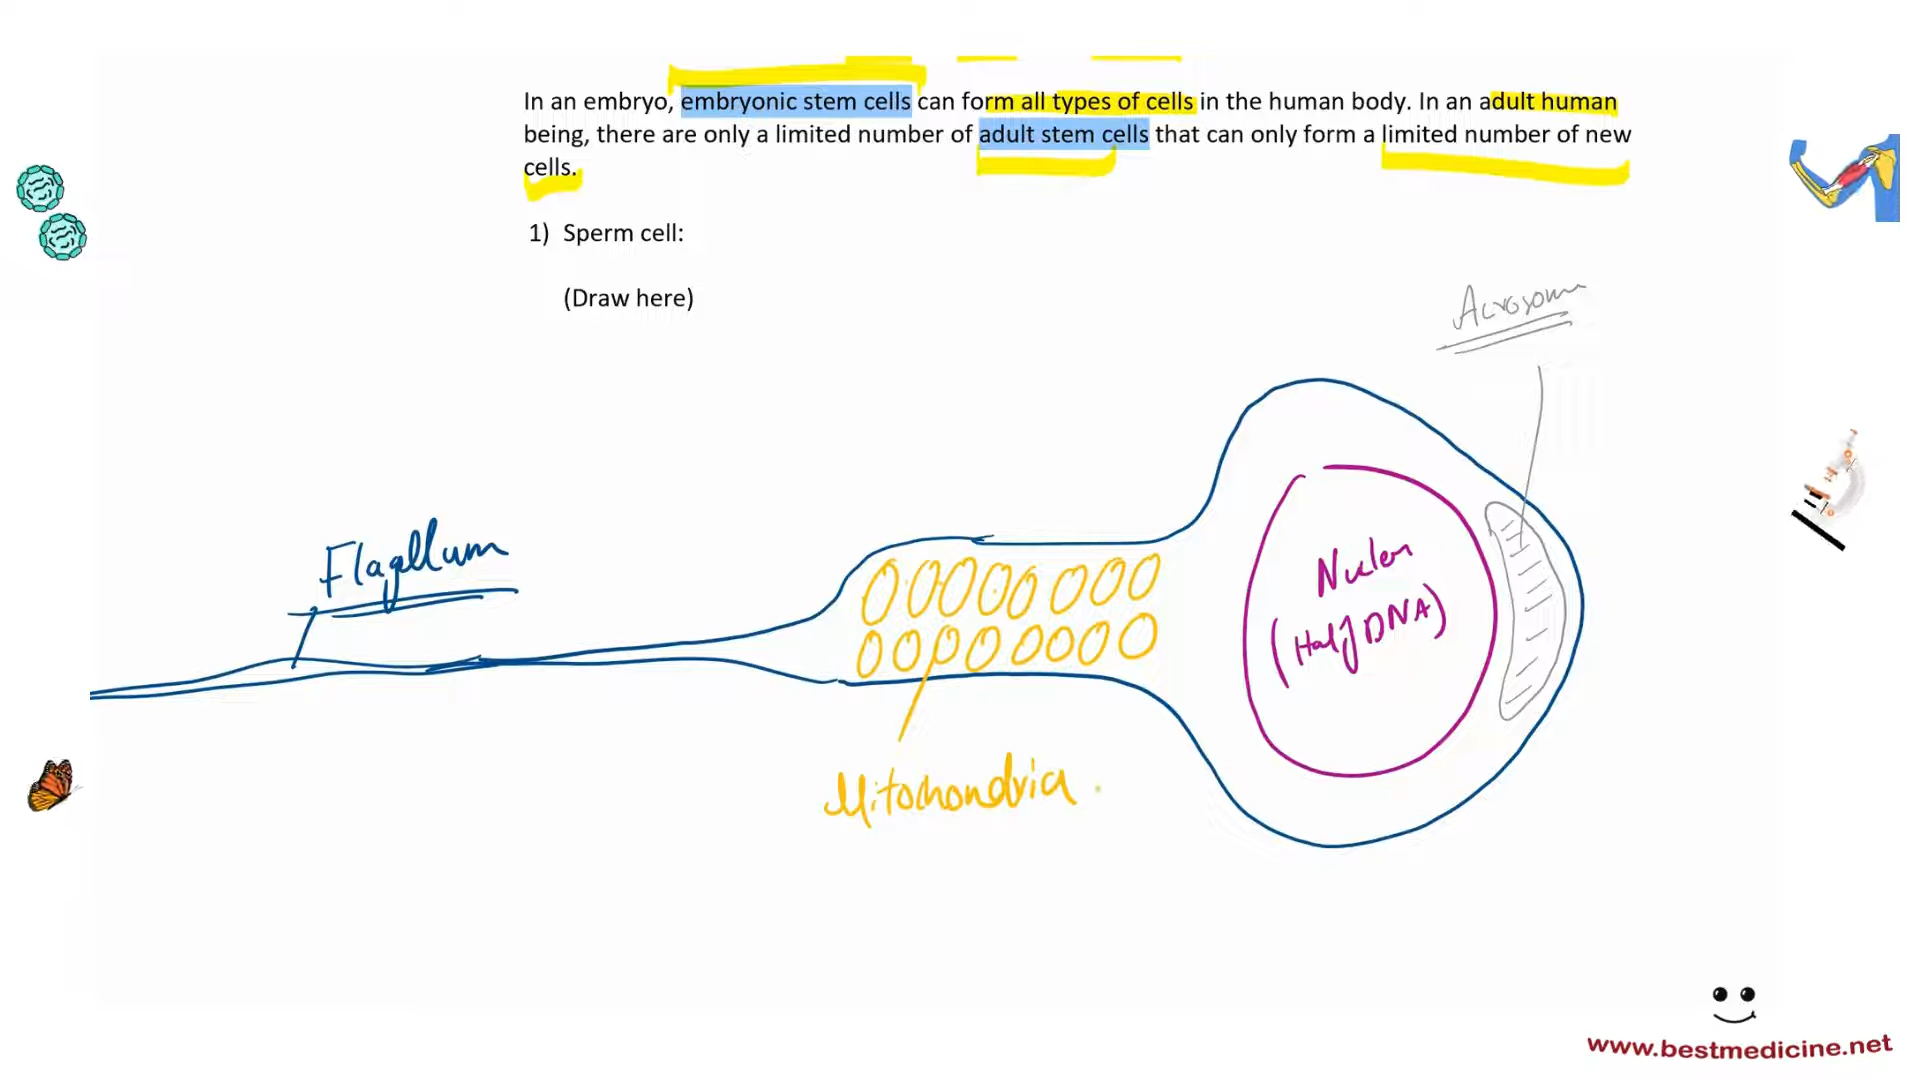 In an embryo, embryonic stem cells can form all types of cells in the human body. In an adult human
being, there are only a limited number of adult stem cells that can only form a limited number of new
cells.
1) Sperm cell:
(Draw here)
Acrosome
Flagellum
(Half DNA)
Mitochondria
www.bestmedicine.net